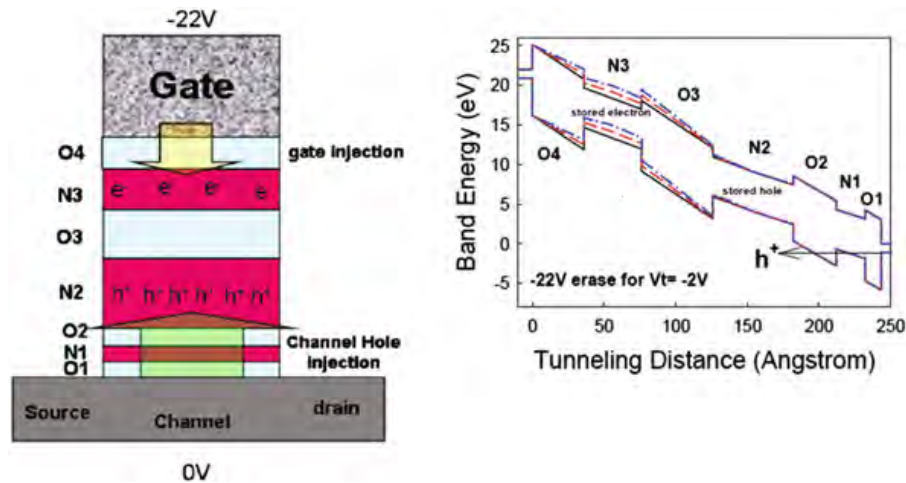 -22V
Gate
O4
gate injection
N3
e⁻ e⁻ e⁻ e⁻
O3
N2
h⁺ h⁺ h⁺ h⁺ h⁺ h⁺
O2
N1
O1
Channel Hole
injection
Source
Channel
drain
0V
Band Energy (eV)
25
20
15
10
5
0
-5
N3
O3
stored electron
O4
N2
O2
stored hole
N1
O1
h⁺
-22V erase for Vt= -2V
0 50 100 150 200 250
Tunneling Distance (Angstrom)